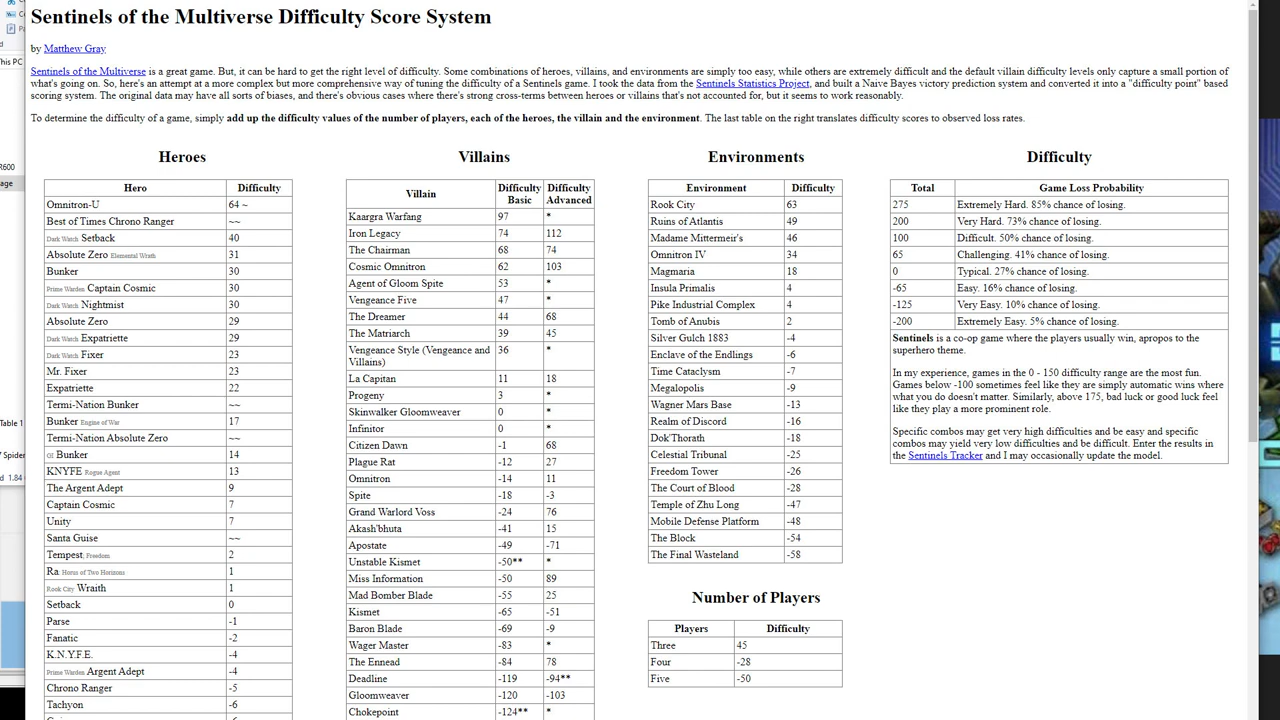 Sentinels of the Multiverse Difficulty Score System
by Matthew Gray
Sentinels of the Multiverse is a great game. But, it can be hard to get the right level of difficulty. Some combinations of heroes, villains, and environments are simply too easy, while others are extremely difficult and the default villain difficulty levels only capture a small portion of
what's going on. So, here's an attempt at a more complex but more comprehensive way of tuning the difficulty of a Sentinels game. I took the data from the Sentinels Statistics Project, and built a Naive Bayes victory prediction system and converted it into a "difficulty point" based
scoring system. The original data may have all sorts of biases, and there's obvious cases where there's strong cross-terms between heroes or villains that's not accounted for, but it seems to work reasonably.
To determine the difficulty of a game, simply add up the difficulty values of the number of players, each of the heroes, the villain and the environment. The last table on the right translates difficulty scores to observed loss rates.
Heroes
Hero Difficulty
Omnitron-U 64 ~
Best of Times Chrono Ranger ~~
Dark Watch Setback 40
Absolute Zero Elemental Wrath 31
Bunker 30
Prime Warden Captain Cosmic 30
Dark Watch Nightmist 30
Absolute Zero 29
Dark Watch Expatriette 29
Dark Watch Fixer 23
Mr. Fixer 23
Expatriette 22
Termi-Nation Bunker ~~
Bunker Engine of War 17
Termi-Nation Absolute Zero ~~
GI Bunker 14
KNYFE Rogue Agent 13
The Argent Adept 9
Captain Cosmic 7
Unity 7
Santa Guise ~~
Tempest, Freedom 2
Ra Horus of Two Horizons 1
Rook City Wraith 1
Setback 0
Parse -1
Fanatic -2
K.N.Y.F.E. -4
Prime Warden Argent Adept -4
Chrono Ranger -5
Tachyon -6
Villains
Villain Difficulty Basic Difficulty Advanced
Kaargra Warfang 97 *
Iron Legacy 74 112
The Chairman 68 74
Cosmic Omnitron 62 103
Agent of Gloom Spite 53 *
Vengeance Five 47 *
The Dreamer 44 68
The Matriarch 39 45
Vengeance Style (Vengeance and
Villains) 36 *
La Capitan 11 18
Progeny 3 *
Skinwalker Gloomweaver 0 *
Infinitor 0 *
Citizen Dawn -1 68
Plague Rat -12 27
Omnitron -14 11
Spite -18 -3
Grand Warlord Voss -24 76
Akash'bhuta -41 15
Apostate -49 -71
Unstable Kismet -50** *
Miss Information -50 89
Mad Bomber Blade -55 25
Kismet -65 -51
Baron Blade -69 -9
Wager Master -83 *
The Ennead -84 78
Deadline -119 -94**
Gloomweaver -120 -103
Chokepoint -124** *
Environments
Environment Difficulty
Rook City 63
Ruins of Atlantis 49
Madame Mittermeir's 46
Omnitron IV 34
Magmaria 18
Insula Primalis 4
Pike Industrial Complex 4
Tomb of Anubis 2
Silver Gulch 1883 -4
Enclave of the Endlings -6
Time Cataclysm -7
Megalopolis -9
Wagner Mars Base -13
Realm of Discord -16
Dok'Thorath -18
Celestial Tribunal -25
Freedom Tower -26
The Court of Blood -28
Temple of Zhu Long -47
Mobile Defense Platform -48
The Block -54
The Final Wasteland -58
Number of Players
Players Difficulty
Three 45
Four -28
Five -50
Difficulty
Total Game Loss Probability
275 Extremely Hard. 85% chance of losing.
200 Very Hard. 73% chance of losing.
100 Difficult. 50% chance of losing.
65 Challenging. 41% chance of losing.
0 Typical. 27% chance of losing.
-65 Easy. 16% chance of losing.
-125 Very Easy. 10% chance of losing.
-200 Extremely Easy. 5% chance of losing.
Sentinels is a co-op game where the players usually win, apropos to the
superhero theme.
In my experience, games in the 0 - 150 difficulty range are the most fun.
Games below -100 sometimes feel like they are simply automatic wins where
what you do doesn't matter. Similarly, above 175, bad luck or good luck feel
like they play a more prominent role.
Specific combos may get very high difficulties and be easy and specific
combos may yield very low difficulties and be difficult. Enter the results in
the Sentinels Tracker and I may occasionally update the model.
his PC
R600
age
Table 1
7 Spider
1.84